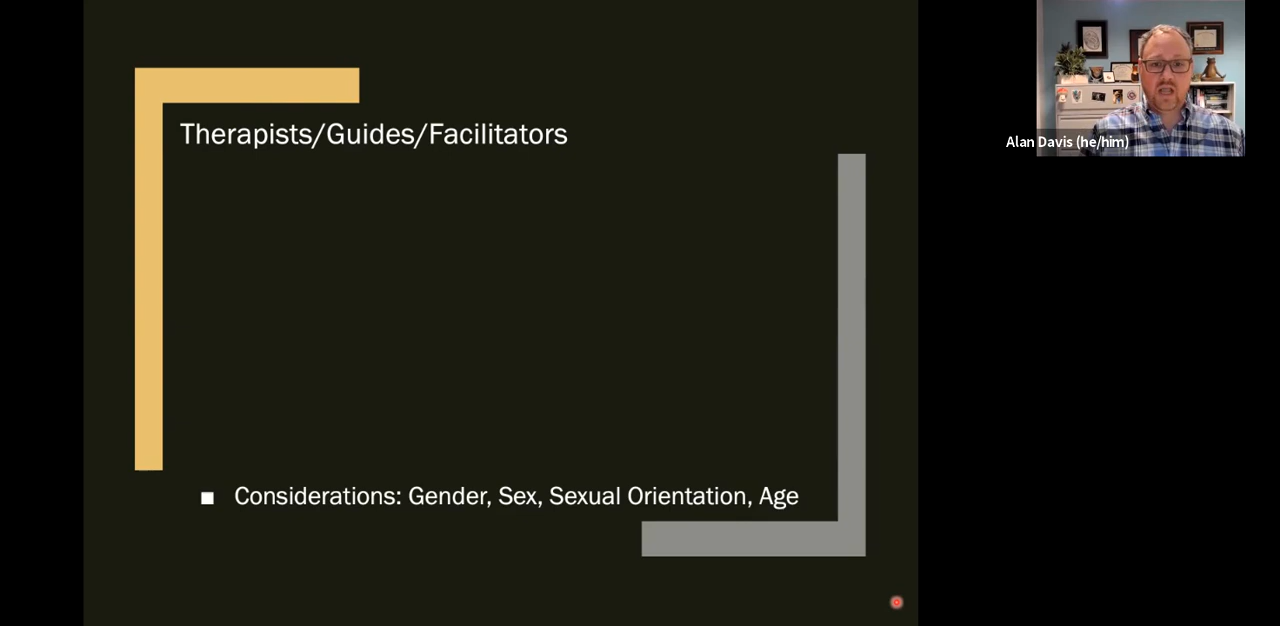 Therapists/Guides/Facilitators
Alan Davis (he/him)
■ Considerations: Gender, Sex, Sexual Orientation, Age